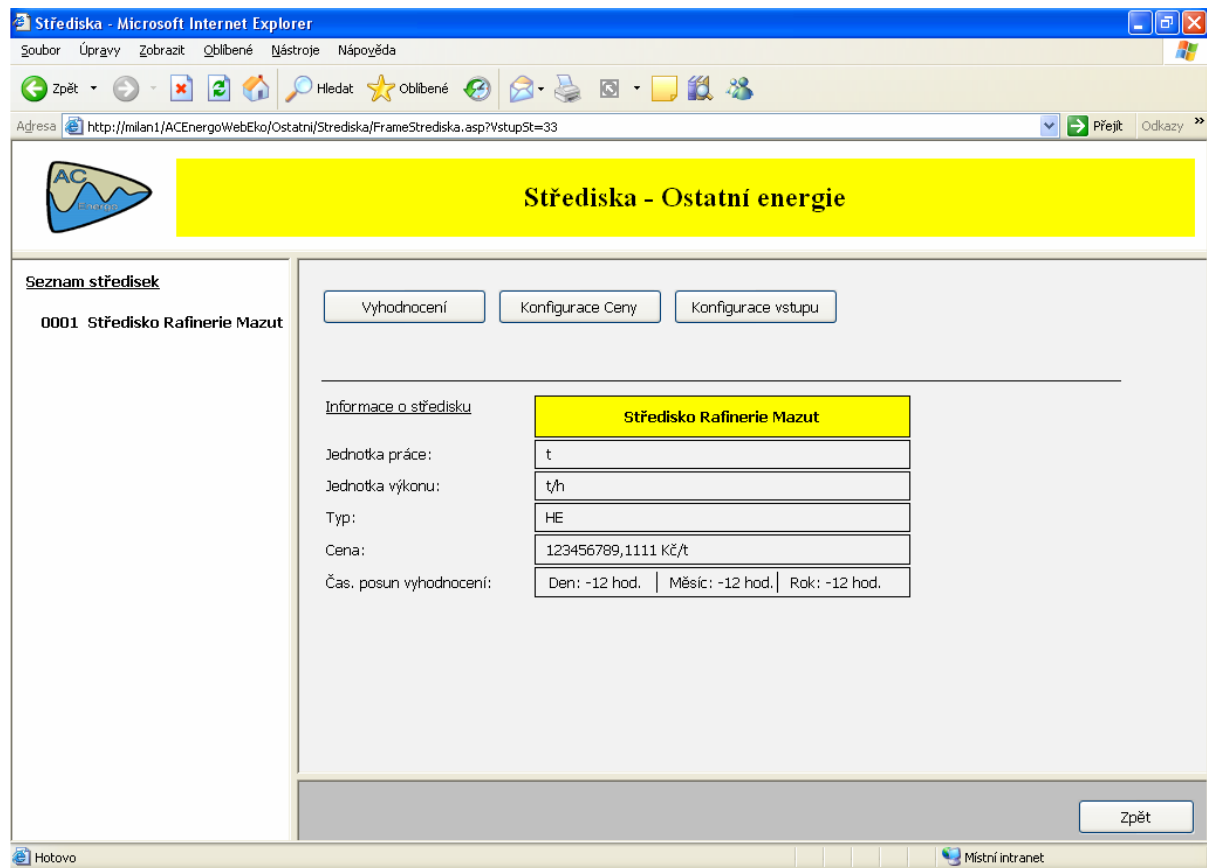 Střediska - Microsoft Internet Explorer
Soubor Úpravy Zobrazit Oblíbené Nástroje Nápověda
Zpět Hledat Oblíbené
Adresa http://milan1/ACEnergoWebEko/Ostatni/Strediska/FrameStrediska.asp?VstupSt=33 Přejít Odkazy »
AC
Energo
Střediska - Ostatní energie
Seznam středisek
0001 Středisko Rafinerie Mazut
Vyhodnocení Konfigurace Ceny Konfigurace vstupu
Informace o středisku Středisko Rafinerie Mazut
Jednotka práce: t
Jednotka výkonu: t/h
Typ: HE
Cena: 123456789,1111 Kč/t
Čas. posun vyhodnocení: Den: -12 hod. Měsíc: -12 hod. Rok: -12 hod.
Zpět
Hotovo Místní intranet